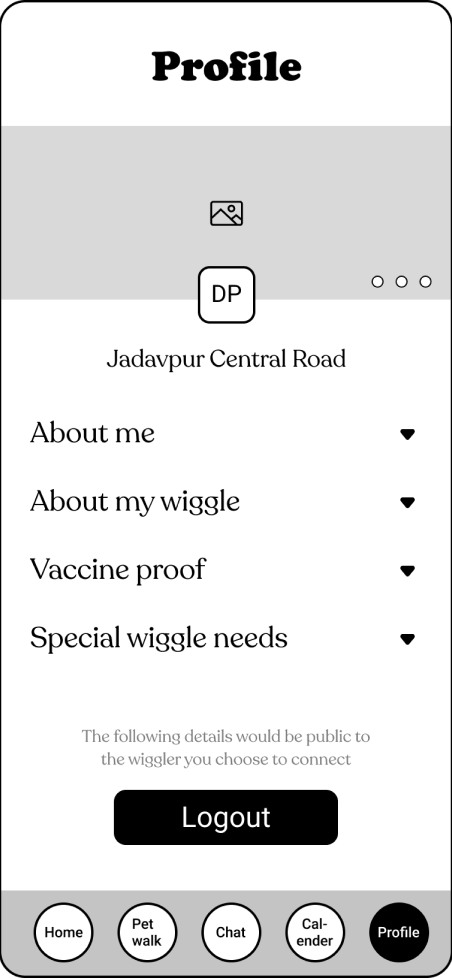 Profile
DP
Jadavpur Central Road
About me
About my wiggle
Vaccine proof
Special wiggle needs
The following details would be public to
the wiggler you choose to connect
Logout
Home
Pet
walk
Chat
Cal-
ender
Profile